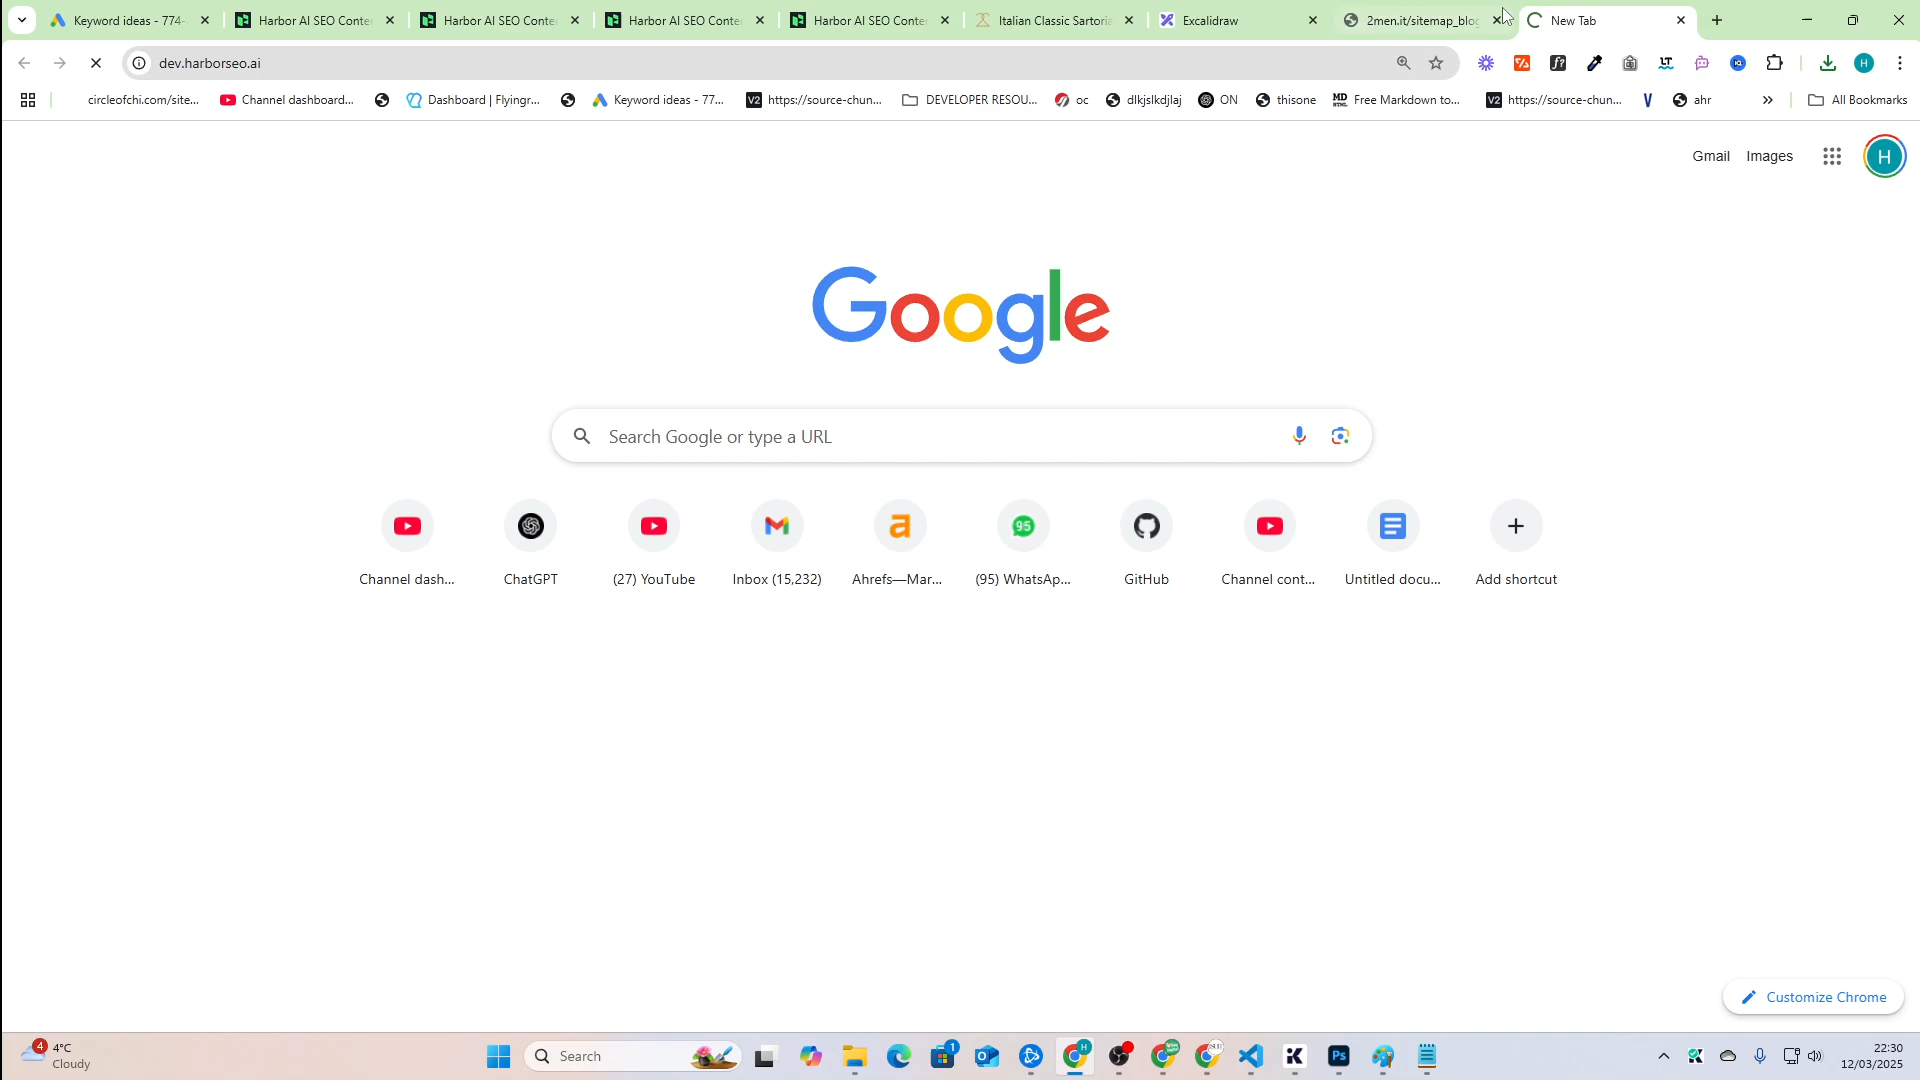 Keyword ideas - 774-
Harbor AI SEO Conte
Harbor AI SEO Conte
Harbor AI SEO Conte
Harbor AI SEO Conte
Italian Classic Sartoria
Excalidraw
2men.it/sitemap_blog
New Tab
dev.harborseo.ai
circleofchi.com/site...
Channel dashboard...
Dashboard | Flyingr...
Keyword ideas - 77...
https://source-chun...
DEVELOPER RESOU...
oc
dlkjslkdjlaj
ON
thisone
Free Markdown to...
https://source-chun...
ahr
All Bookmarks
Gmail
Images
H
Google
Search Google or type a URL
95
Channel dash...
ChatGPT
(27) YouTube
Inbox (15,232)
Ahrefs—Mar...
(95) WhatsAp...
GitHub
Channel cont...
Untitled docu...
Add shortcut
Customize Chrome
4
4°C
Cloudy
Search
1
22:30
12/03/2025